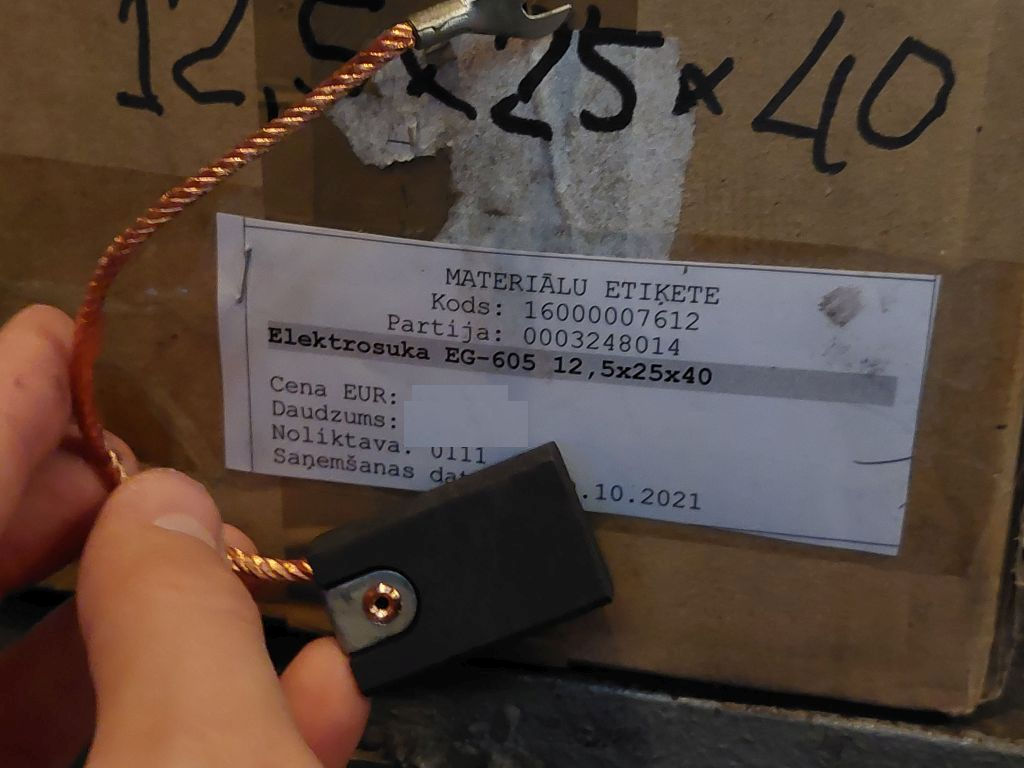 12,5x25x40
MATERIĀLU ETIĶETE
Kods: 16000007612
Partija: 0003248014
Elektrosuka EG-605 12,5x25x40
Cena EUR:
Daudzums:
Noliktava. 0111
Saņemšanas .10.2021